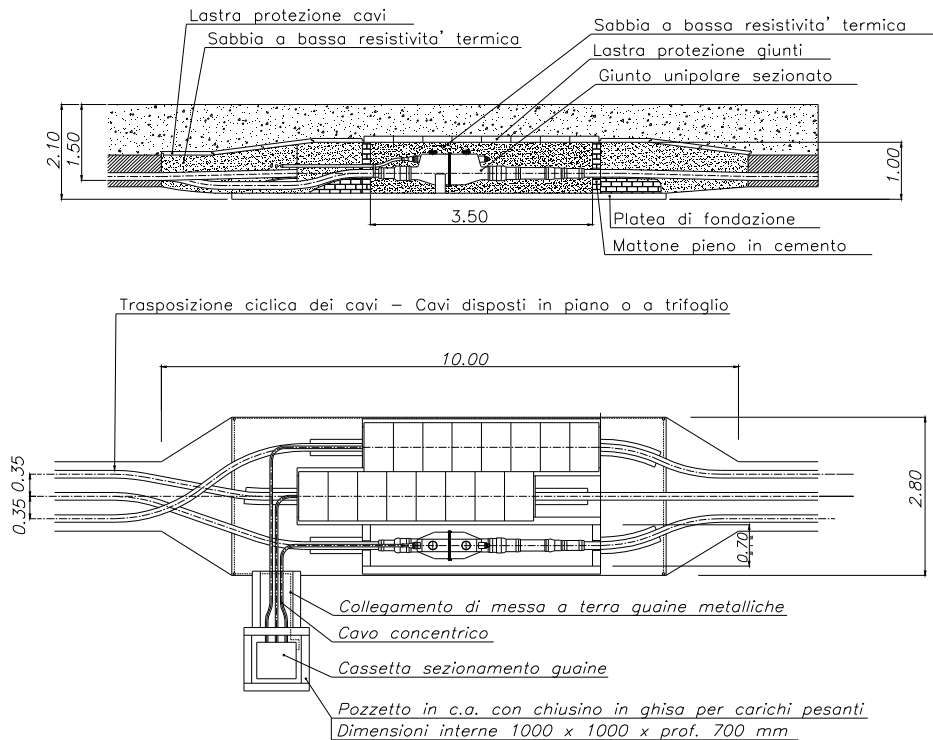 Lastra protezione cavi
Sabbia a bassa resistivita' termica
Sabbia a bassa resistivita' termica
Lastra protezione giunti
Giunto unipolare sezionato
2.10
1.50
1.00
3.50
Platea di fondazione
Mattone pieno in cemento
Trasposizione ciclica dei cavi – Cavi disposti in piano o a trifoglio
10.00
0.35
0.35
2.80
0.70
Collegamento di messa a terra guaine metalliche
Cavo concentrico
Cassetta sezionamento guaine
Pozzetto in c.a. con chiusino in ghisa per carichi pesanti
Dimensioni interne 1000 x 1000 x prof. 700 mm